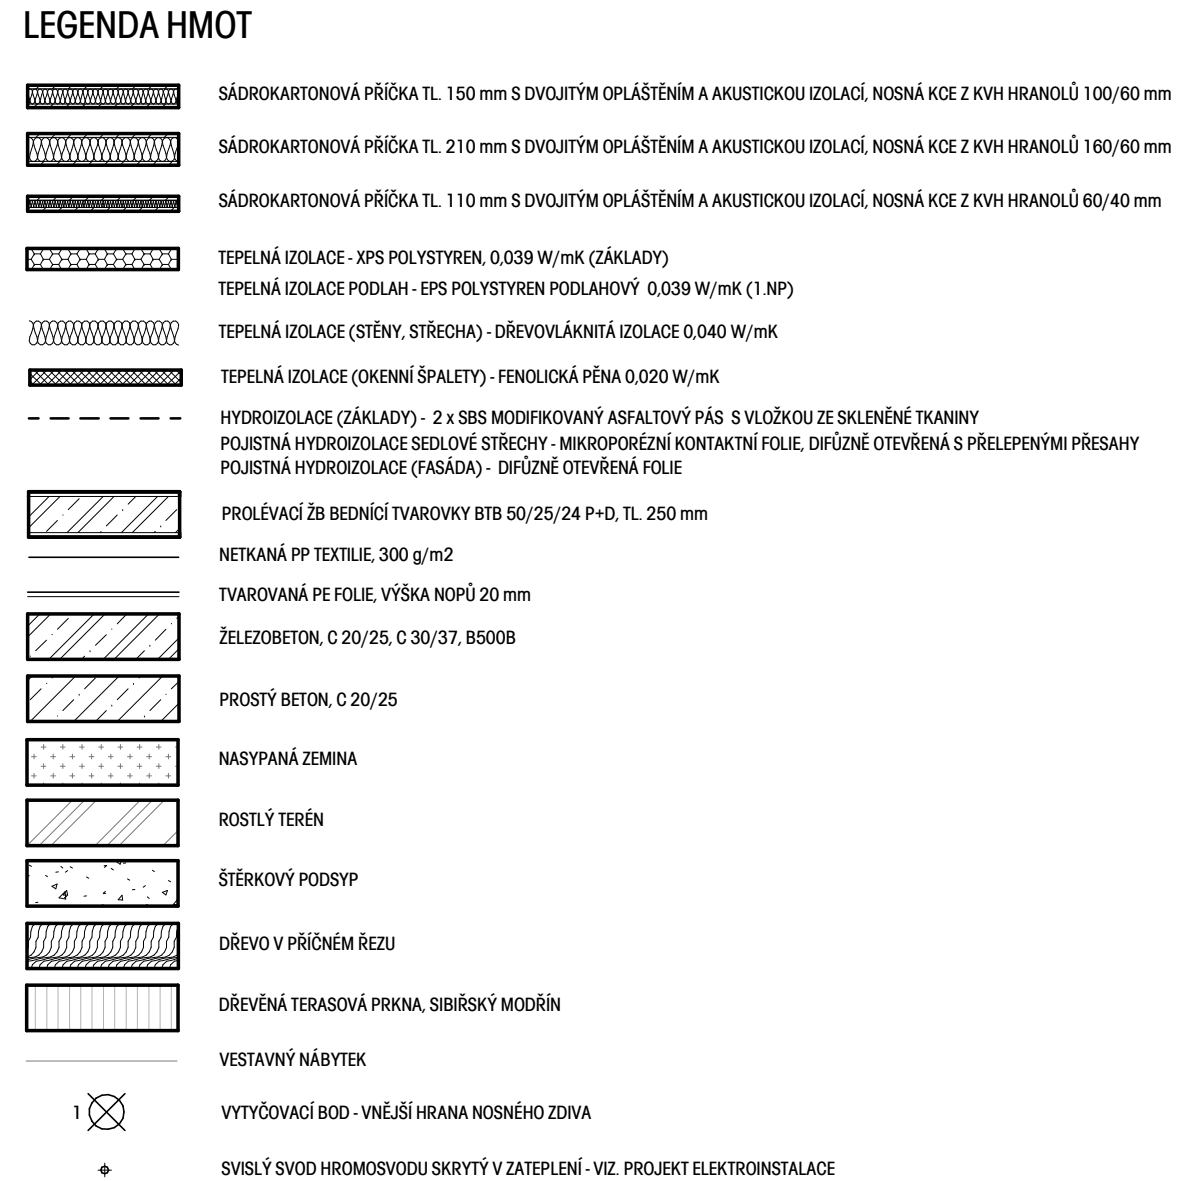 LEGENDA HMOT
SÁDROKARTONOVÁ PŘÍČKA TL. 150 mm S DVOJITÝM OPLÁŠTĚNÍM A AKUSTICKOU IZOLACÍ, NOSNÁ KCE Z KVH HRANOLŮ 100/60 mm
SÁDROKARTONOVÁ PŘÍČKA TL. 210 mm S DVOJITÝM OPLÁŠTĚNÍM A AKUSTICKOU IZOLACÍ, NOSNÁ KCE Z KVH HRANOLŮ 160/60 mm
SÁDROKARTONOVÁ PŘÍČKA TL. 110 mm S DVOJITÝM OPLÁŠTĚNÍM A AKUSTICKOU IZOLACÍ, NOSNÁ KCE Z KVH HRANOLŮ 60/40 mm
TEPELNÁ IZOLACE - XPS POLYSTYREN, 0,039 W/mK (ZÁKLADY)
TEPELNÁ IZOLACE PODLAH - EPS POLYSTYREN PODLAHOVÝ 0,039 W/mK (1.NP)
TEPELNÁ IZOLACE (STĚNY, STŘECHA) - DŘEVOVLÁKNITÁ IZOLACE 0,040 W/mK
TEPELNÁ IZOLACE (OKENNÍ ŠPALETY) - FENOLICKÁ PĚNA 0,020 W/mK
HYDROIZOLACE (ZÁKLADY) - 2 x SBS MODIFIKOVANÝ ASFALTOVÝ PÁS S VLOŽKOU ZE SKLENĚNÉ TKANINY
POJISTNÁ HYDROIZOLACE SEDLOVÉ STŘECHY - MIKROPORÉZNÍ KONTAKTNÍ FOLIE, DIFŮZNĚ OTEVŘENÁ S PŘELEPENÝMI PŘESAHY
POJISTNÁ HYDROIZOLACE (FASÁDA) - DIFŮZNĚ OTEVŘENÁ FOLIE
PROLÉVACÍ ŽB BEDNÍCÍ TVAROVKY BTB 50/25/24 P+D, TL. 250 mm
NETKANÁ PP TEXTILIE, 300 g/m2
TVAROVANÁ PE FOLIE, VÝŠKA NOPŮ 20 mm
ŽELEZOBETON, C 20/25, C 30/37, B500B
PROSTÝ BETON, C 20/25
NASYPANÁ ZEMINA
ROSTLÝ TERÉN
ŠTĚRKOVÝ PODSYP
DŘEVO V PŘÍČNÉM ŘEZU
DŘEVĚNÁ TERASOVÁ PRKNA, SIBIŘSKÝ MODŘÍN
VESTAVNÝ NÁBYTEK
1 VYTYČOVACÍ BOD - VNĚJŠÍ HRANA NOSNÉHO ZDIVA
SVISLÝ SVOD HROMOSVODU SKRYTÝ V ZATEPLENÍ - VIZ. PROJEKT ELEKTROINSTALACE